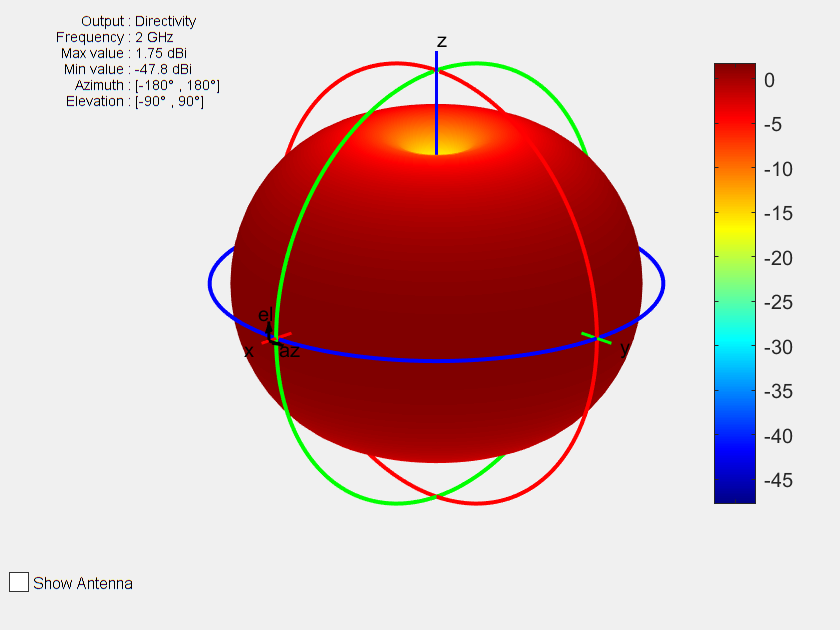 Output : Directivity
Frequency : 2 GHz
Max value : 1.75 dBi
Min value : -47.8 dBi
Azimuth : [-180° , 180°]
Elevation : [-90° , 90°]
z
0
-5
-10
-15
-20
-25
-30
-35
-40
-45
el
x
az
y
Show Antenna